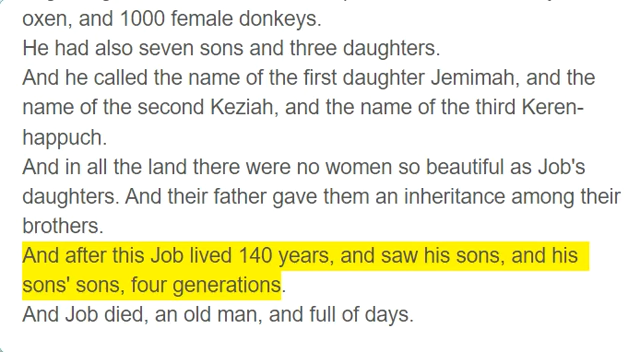 oxen, and 1000 female donkeys.
He had also seven sons and three daughters.
And he called the name of the first daughter Jemimah, and the
name of the second Keziah, and the name of the third Keren-
happuch.
And in all the land there were no women so beautiful as Job's
daughters. And their father gave them an inheritance among their
brothers.
And after this Job lived 140 years, and saw his sons, and his
sons' sons, four generations.
And Job died, an old man, and full of days.